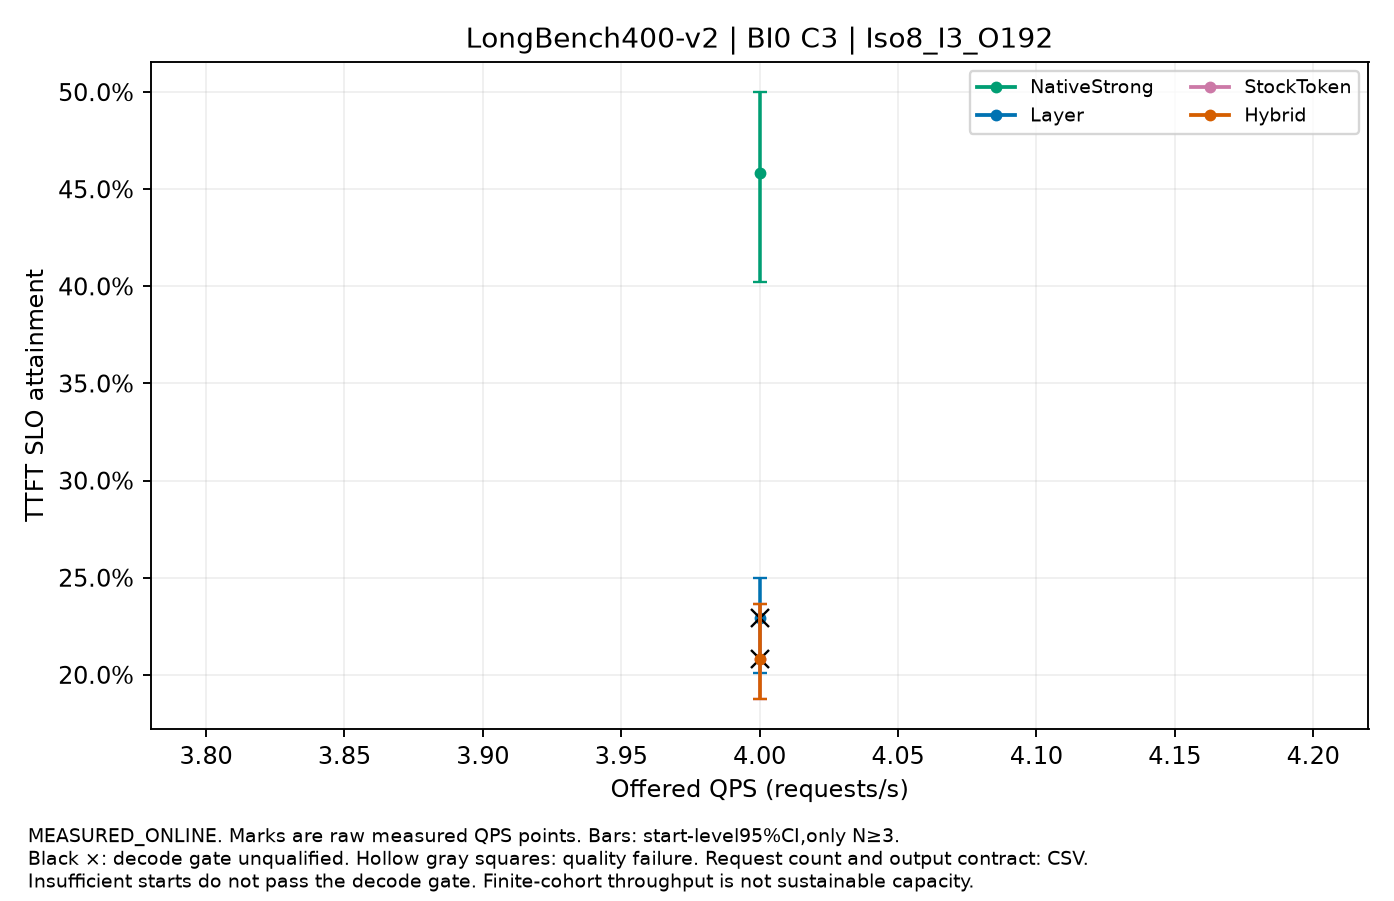 LongBench400-v2 | BI0 C3 | Iso8_I3_O192
NativeStrong
StockToken
Layer
Hybrid
TTFT SLO attainment
50.0%
45.0%
40.0%
35.0%
30.0%
25.0%
20.0%
3.80 3.85 3.90 3.95 4.00 4.05 4.10 4.15 4.20
Offered QPS (requests/s)
MEASURED_ONLINE. Marks are raw measured QPS points. Bars: start-level95%CI,only N≥3.
Black ×: decode gate unqualified. Hollow gray squares: quality failure. Request count and output contract: CSV.
Insufficient starts do not pass the decode gate. Finite-cohort throughput is not sustainable capacity.